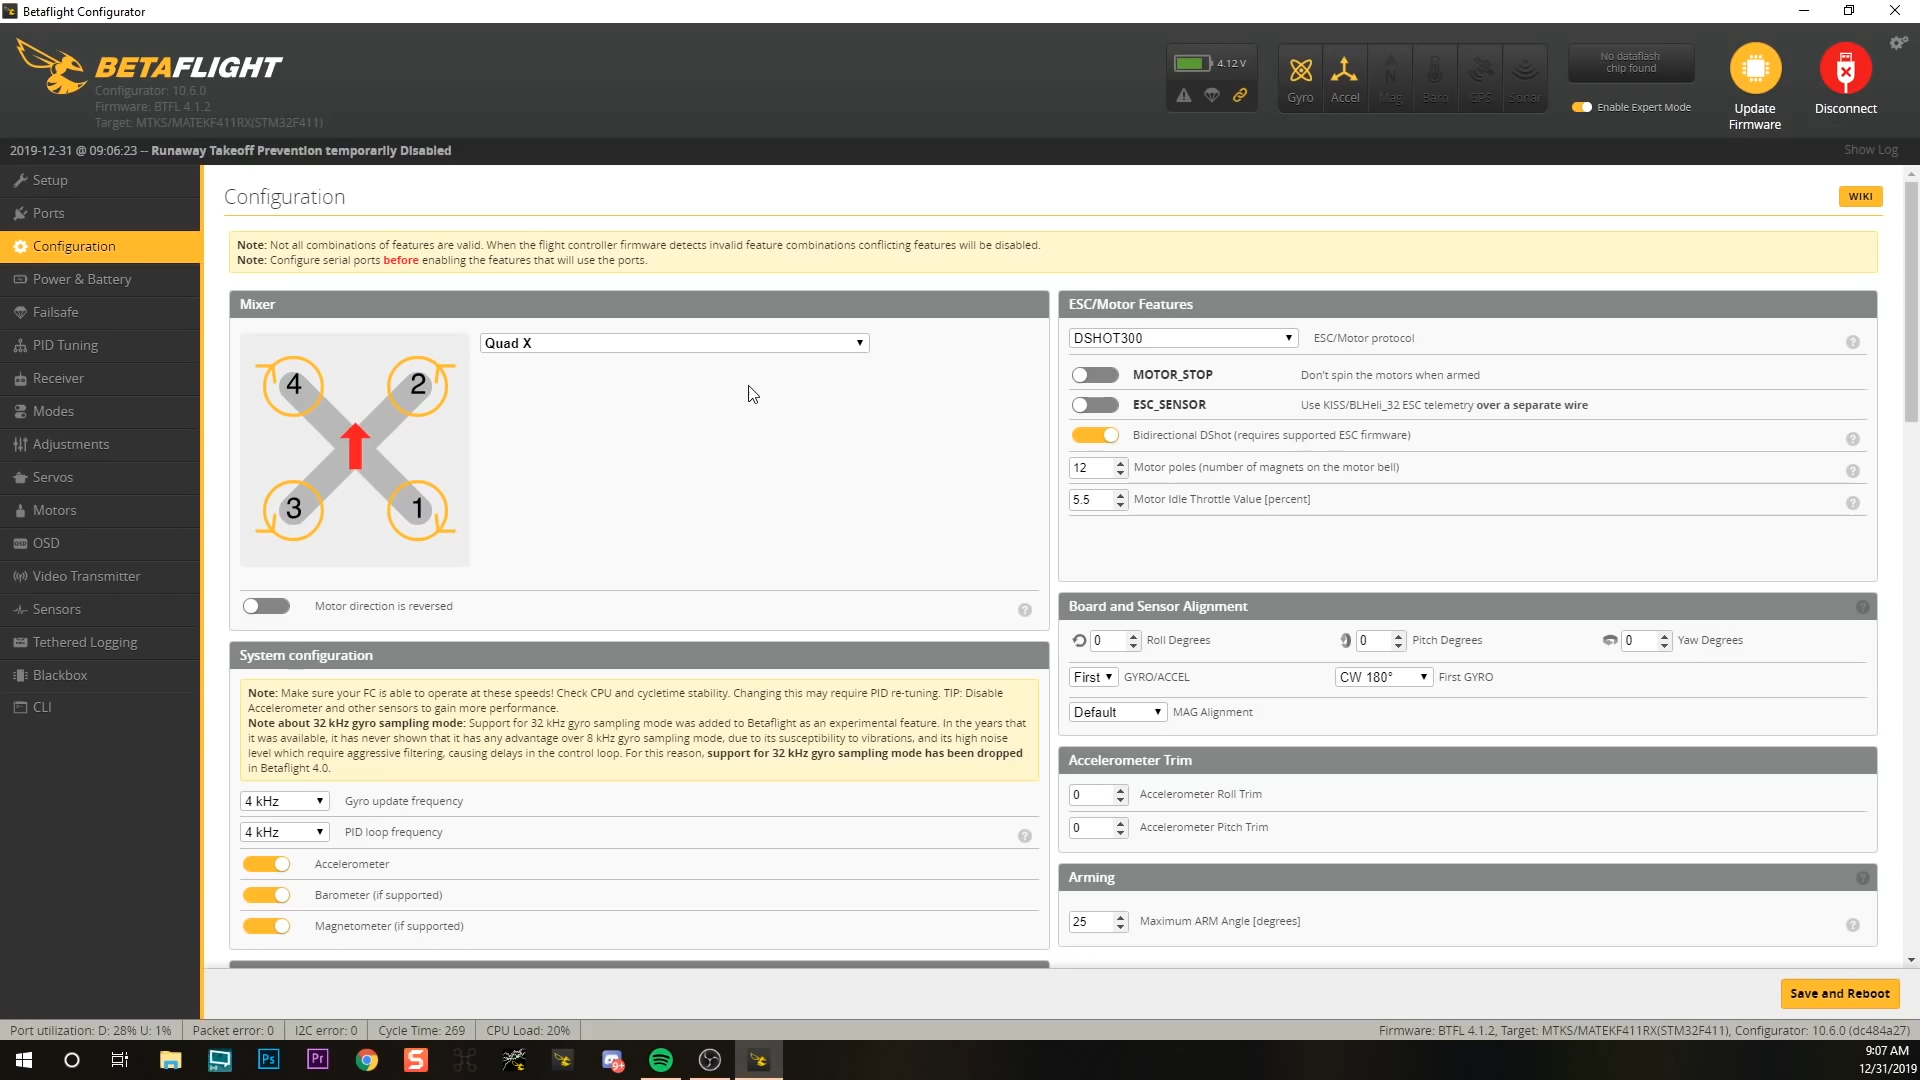 Betaflight Configurator
BETAFLIGHT
Configurator: 10.6.0
Firmware: BTFL 4.1.2
Target: MTKS/MATEKF411RX(STM32F411)
4.12 V
Gyro Accel Mag Baro GPS Sonar
No dataflash
chip found
Enable Expert Mode
Update
Firmware
Disconnect
2019-12-31 @ 09:06:23 -- Runaway Takeoff Prevention temporarily Disabled
Show Log
Setup
Ports
Configuration
Power & Battery
Failsafe
PID Tuning
Receiver
Modes
Adjustments
Servos
Motors
OSD
Video Transmitter
Sensors
Tethered Logging
Blackbox
CLI
Configuration
WIKI
Note: Not all combinations of features are valid. When the flight controller firmware detects invalid feature combinations conflicting features will be disabled.
Note: Configure serial ports before enabling the features that will use the ports.
Mixer
Quad X
4 2
3 1
Motor direction is reversed
System configuration
Note: Make sure your FC is able to operate at these speeds! Check CPU and cycletime stability. Changing this may require PID re-tuning. TIP: Disable
Accelerometer and other sensors to gain more performance.
Note about 32 kHz gyro sampling mode: Support for 32 kHz gyro sampling mode was added to Betaflight as an experimental feature. In the years that
it was available, it has never shown that it has any advantage over 8 kHz gyro sampling mode, due to its susceptibility to vibrations, and its high noise
level which require aggressive filtering, causing delays in the control loop. For this reason, support for 32 kHz gyro sampling mode has been dropped
in Betaflight 4.0.
4 kHz Gyro update frequency
4 kHz PID loop frequency
Accelerometer
Barometer (if supported)
Magnetometer (if supported)
ESC/Motor Features
DSHOT300 ESC/Motor protocol
MOTOR_STOP Don't spin the motors when armed
ESC_SENSOR Use KISS/BLHeli_32 ESC telemetry over a separate wire
Bidirectional DShot (requires supported ESC firmware)
12 Motor poles (number of magnets on the motor bell)
5.5 Motor Idle Throttle Value [percent]
Board and Sensor Alignment
0 Roll Degrees 0 Pitch Degrees 0 Yaw Degrees
First GYRO/ACCEL CW 180° First GYRO
Default MAG Alignment
Accelerometer Trim
0 Accelerometer Roll Trim
0 Accelerometer Pitch Trim
Arming
25 Maximum ARM Angle [degrees]
Save and Reboot
Port utilization: D: 28% U: 1% Packet error: 0 I2C error: 0 Cycle Time: 269 CPU Load: 20% Firmware: BTFL 4.1.2, Target: MTKS/MATEKF411RX(STM32F411), Configurator: 10.6.0 (dc484a27)
Ps Pr S 9+
9:07 AM
12/31/2019